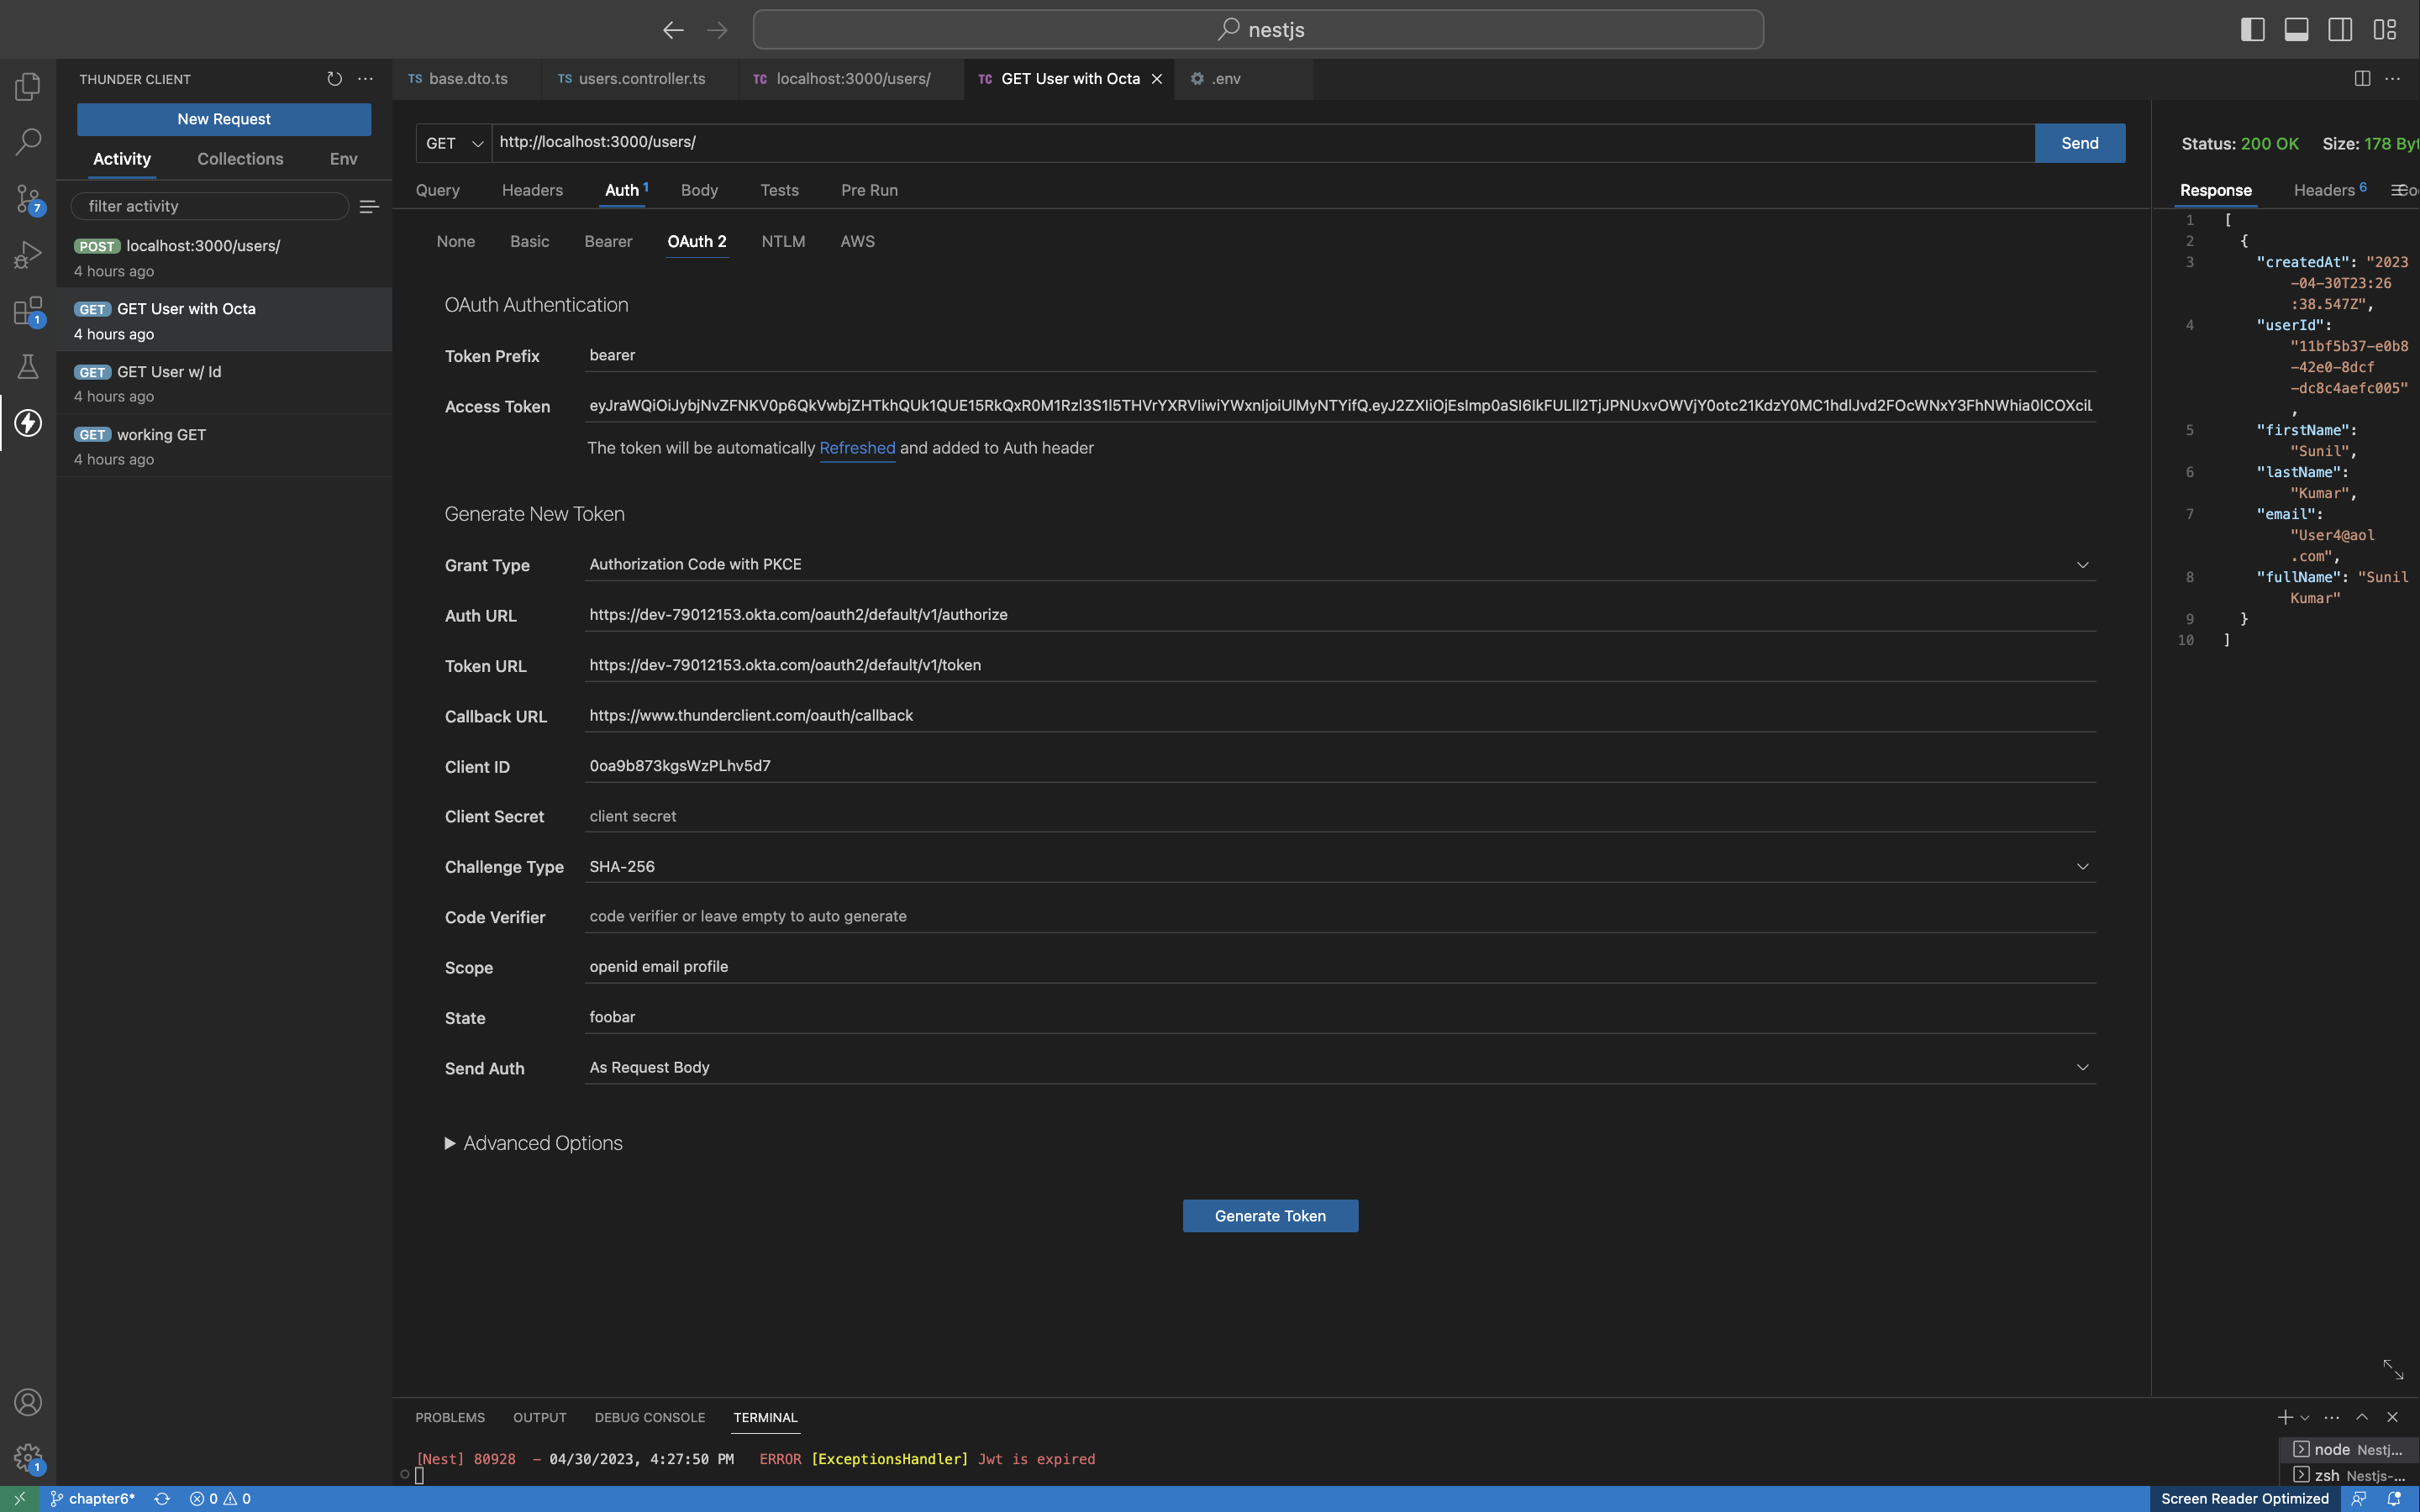 nestjs
THUNDER CLIENT
New Request
Activity Collections Env
filter activity
POST localhost:3000/users/
4 hours ago
GET GET User with Octa
4 hours ago
GET GET User w/ Id
4 hours ago
GET working GET
4 hours ago
TS base.dto.ts TS users.controller.ts TC localhost:3000/users/ TC GET User with Octa .env
GET http://localhost:3000/users/ Send
Query Headers Auth 1 Body Tests Pre Run
None Basic Bearer OAuth 2 NTLM AWS
OAuth Authentication
Token Prefix bearer
Access Token
The token will be automatically Refreshed and added to Auth header
Generate New Token
Grant Type Authorization Code with PKCE
Auth URL https://dev-79012153.okta.com/oauth2/default/v1/authorize
Token URL https://dev-79012153.okta.com/oauth2/default/v1/token
Callback URL https://www.thunderclient.com/oauth/callback
Client ID 0oa9b873kgsWzPLhv5d7
Client Secret client secret
Challenge Type SHA-256
Code Verifier code verifier or leave empty to auto generate
Scope openid email profile
State foobar
Send Auth As Request Body
Advanced Options
Generate Token
Status: 200 OK Size: 178 Byt
Response Headers 6 Co
1 [
2 {
3 "createdAt": "2023
-04-30T23:26
:38.547Z",
4 "userId":
"11bf5b37-e0b8
-42e0-8dcf
-dc8c4aefc005"
,
5 "firstName":
"Sunil",
6 "lastName":
"Kumar",
7 "email":
"User4@aol
.com",
8 "fullName": "Sunil
Kumar"
9 }
10 ]
PROBLEMS OUTPUT DEBUG CONSOLE TERMINAL
[Nest] 80928 - 04/30/2023, 4:27:50 PM ERROR [ExceptionsHandler] Jwt is expired
node Nestj...
zsh Nestjs-...
7
1
1
chapter6* 0 0 Screen Reader Optimized